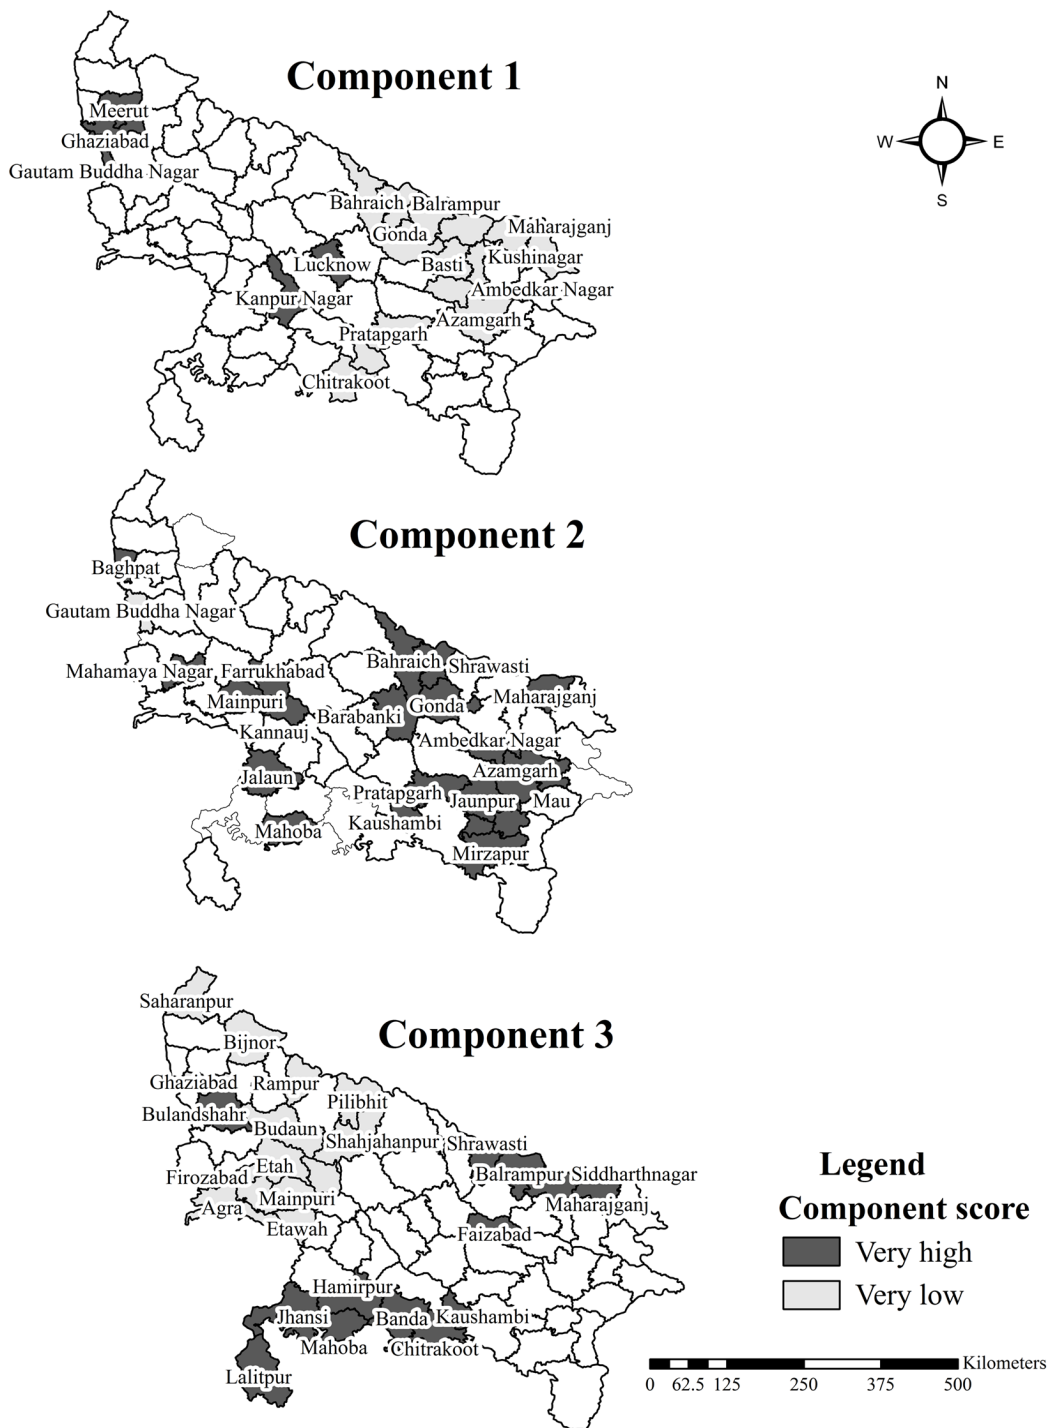 Component 1
N
W
E
S
Meerut
Ghaziabad
Gautam Buddha Nagar
Bahraich
Balrampur
Maharajganj
Gonda
Kushinagar
Lucknow
Basti
Ambedkar Nagar
Kanpur Nagar
Azamgarh
Pratapgarh
Chitrakoot
Component 2
Baghpat
Gautam Buddha Nagar
Bahraich
Shrawasti
Mahamaya Nagar
Farrukhabad
Mainpuri
Gonda
Maharajganj
Barabanki
Kannauj
Ambedkar Nagar
Jalaun
Azamgarh
Pratapgarh
Jaunpur
Mau
Mahoba
Kaushambi
Mirzapur
Component 3
Saharanpur
Bijnor
Ghaziabad
Rampur
Bulandshahr
Pilibhit
Budaun
Shahjahanpur
Shrawasti
Etah
Firozabad
Balrampur
Siddharthnagar
Mainpuri
Agra
Maharajganj
Etawah
Faizabad
Hamirpur
Jhansi
Banda
Kaushambi
Mahoba
Chitrakoot
Lalitpur
Legend
Component score
Very high
Very low
Kilometers
0 62.5 125 250 375 500